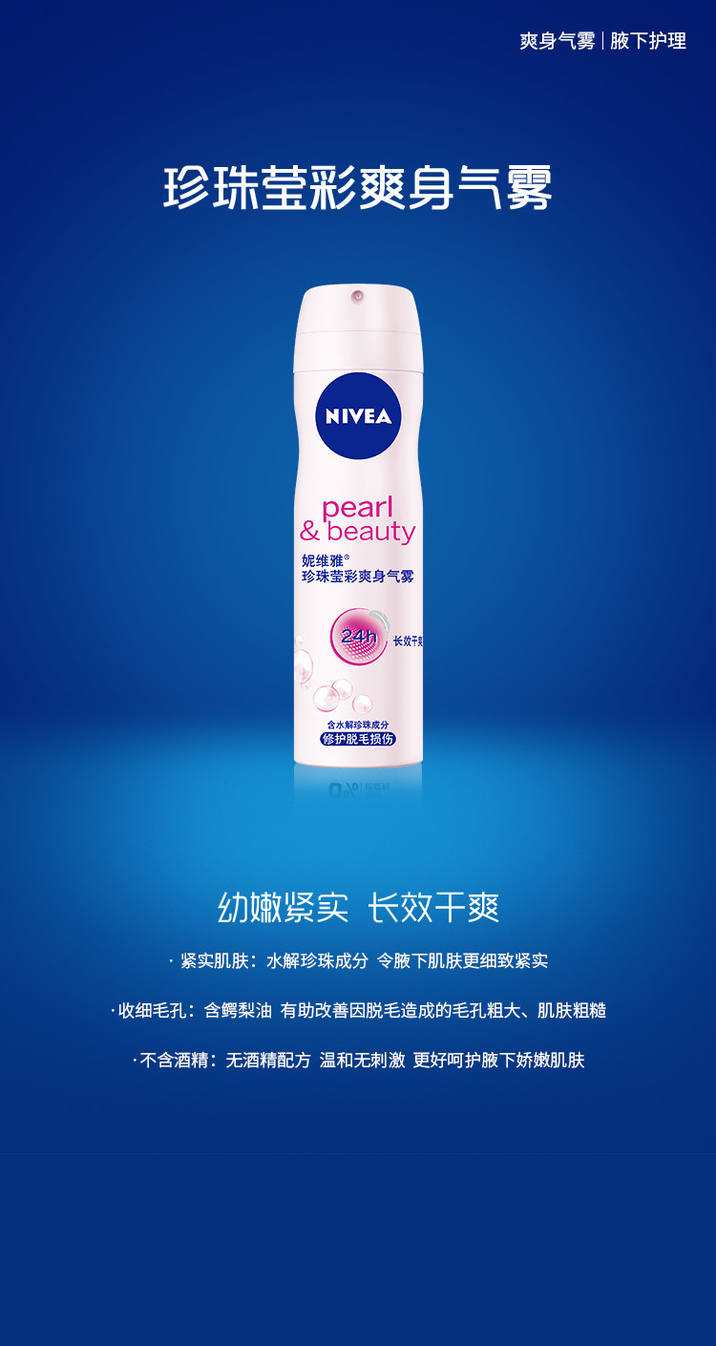 爽身气雾 | 腋下护理
珍珠莹彩爽身气雾
NIVEA
pearl
& beauty
妮维雅®
珍珠莹彩爽身气雾
24h 长效干爽
含水解珍珠成分
修护脱毛损伤
幼嫩紧实 长效干爽
· 紧实肌肤：水解珍珠成分 令腋下肌肤更细致紧实
·收细毛孔：含鳄梨油 有助改善因脱毛造成的毛孔粗大、肌肤粗糙
·不含酒精：无酒精配方 温和无刺激 更好呵护腋下娇嫩肌肤